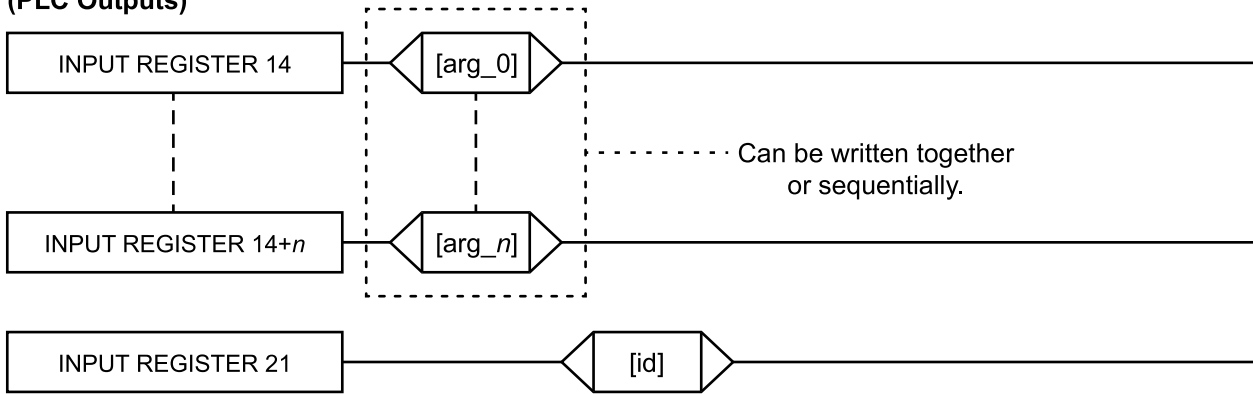 (PLC Outputs)
INPUT REGISTER 14
[arg_0]
Can be written together
or sequentially.
INPUT REGISTER 14+n
[arg_n]
INPUT REGISTER 21
[id]